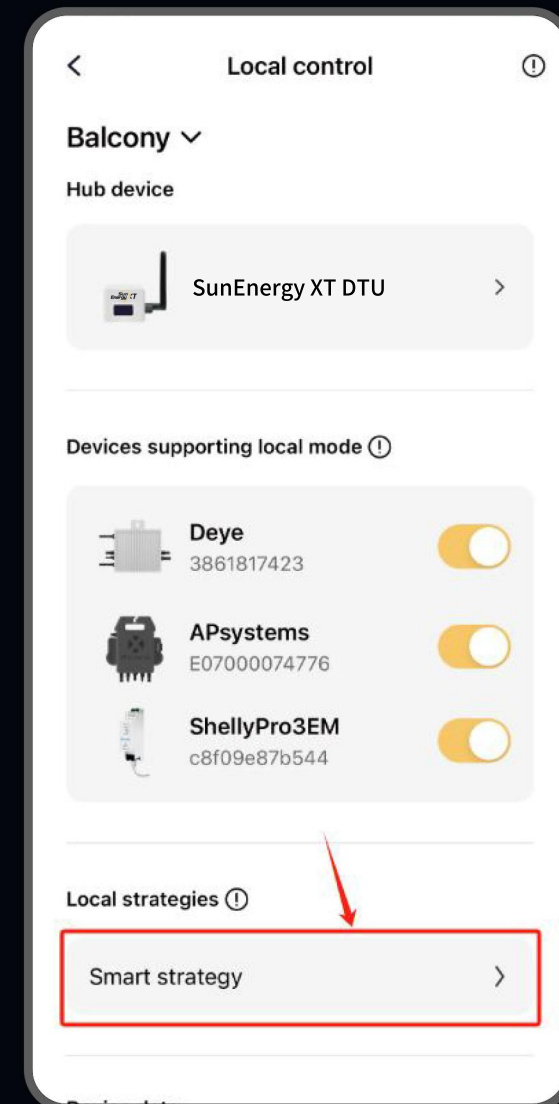 Local control
Balcony
Hub device
SunEnergy XT DTU
Devices supporting local mode
Deye
3861817423
APsystems
E07000074776
ShellyPro3EM
c8f09e87b544
Local strategies
Smart strategy